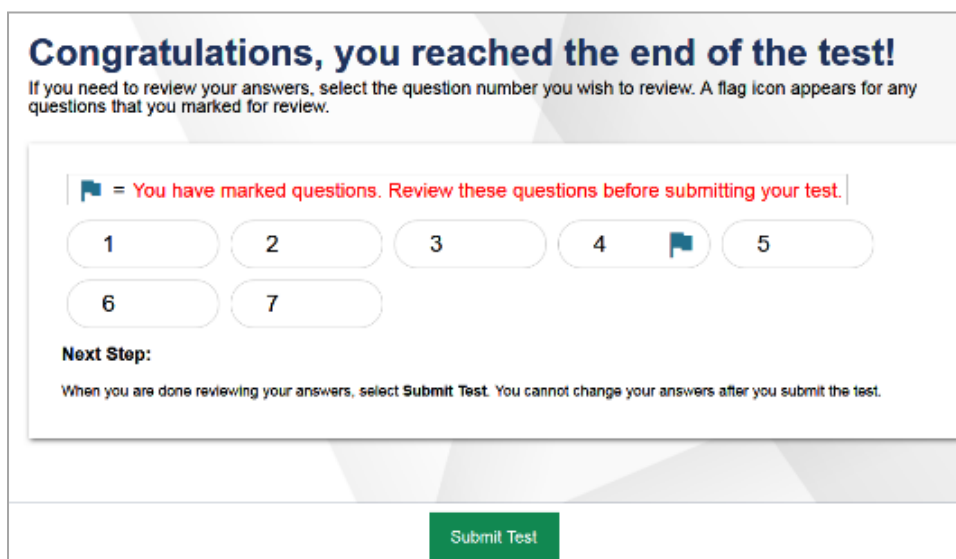 Congratulations, you reached the end of the test!
If you need to review your answers, select the question number you wish to review. A flag icon appears for any
questions that you marked for review.
= You have marked questions. Review these questions before submitting your test.
1 2 3 4 5
6 7
Next Step:
When you are done reviewing your answers, select Submit Test. You cannot change your answers after you submit the test.
Submit Test